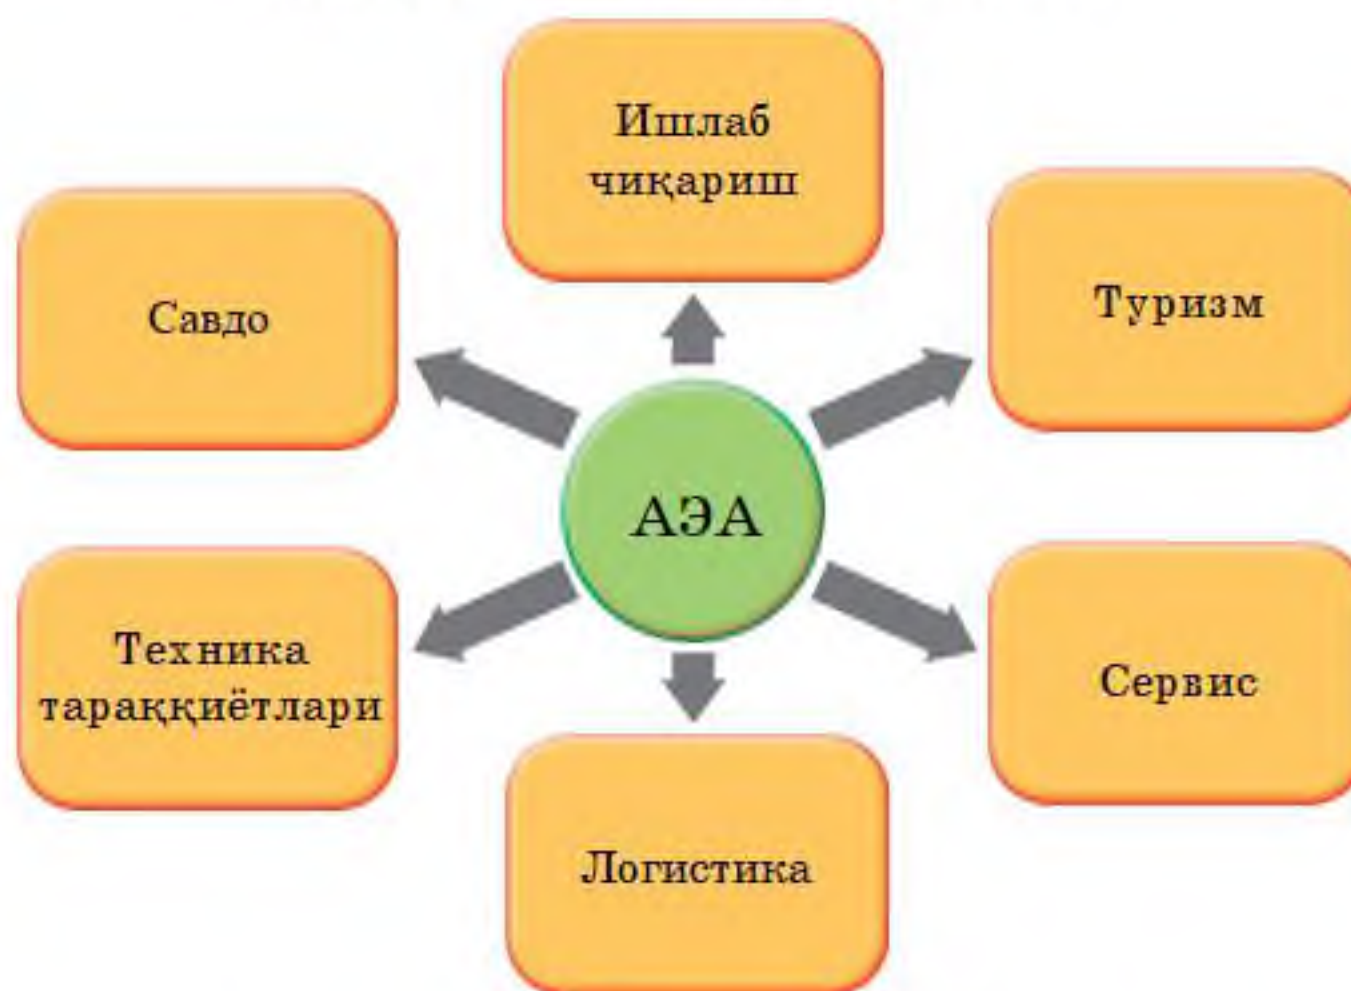 Ишлаб
чиқариш
Савдо
Туризм
АЭА
Техника
тараққиётлари
Сервис
Логистика